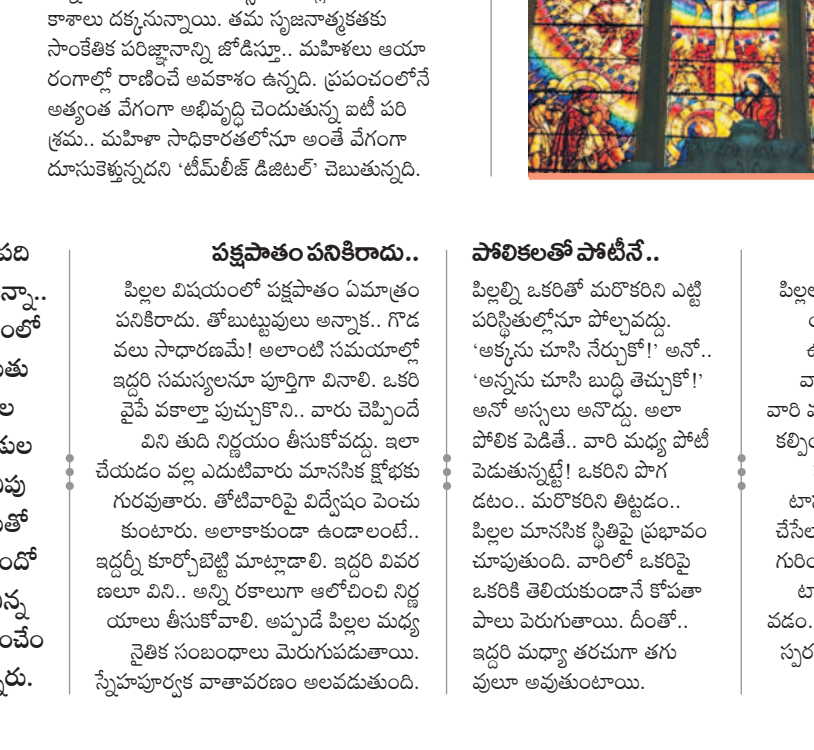 కాశాలు దక్కనున్నాయి. తమ సృజనాత్మకతకు
సాంకేతిక పరిజ్ఞానాన్ని జోడిస్తూ.. మహిళలు ఆయా
రంగాల్లో రాణించే అవకాశం ఉన్నది. ప్రపంచంలోనే
అత్యంత వేగంగా అభివృద్ధి చెందుతున్న ఐటీ పరి
శ్రమ.. మహిళా సాధికారతలోనూ అంతే వేగంగా
దూసుకెళ్తున్నదని ‘టీమ్‌లీజ్ డిజిటల్’ చెబుతున్నది.
పక్షపాతం పనికిరాదు..
పిల్లల విషయంలో పక్షపాతం ఏమాత్రం
పనికిరాదు. తోబుట్టువులు అన్నాక.. గొడ
వలు సాధారణమే! అలాంటి సమయాల్లో
ఇద్దరి సమస్యలనూ పూర్తిగా వినాలి. ఒకరి
వైపే వకాల్తా పుచ్చుకొని.. వారు చెప్పిందే
విని తుది నిర్ణయం తీసుకోవద్దు. ఇలా
చేయడం వల్ల ఎదుటివారు మానసిక క్షోభకు
గురవుతారు. తోటివారిపై విద్వేషం పెంచు
కుంటారు. అలాకాకుండా ఉండాలంటే..
ఇద్దర్నీ కూర్చోబెట్టి మాట్లాడాలి. ఇద్దరి వివర
ణలూ విని.. అన్ని రకాలుగా ఆలోచించి నిర్ణ
యాలు తీసుకోవాలి. అప్పుడే పిల్లల మధ్య
నైతిక సంబంధాలు మెరుగుపడుతాయి.
స్నేహపూర్వక వాతావరణం అలవడుతుంది.
పోలికలతో పోటీనే..
పిల్లల్ని ఒకరితో మరొకరిని ఎట్టి
పరిస్థితుల్లోనూ పోల్చవద్దు.
‘అక్కను చూసి నేర్చుకో!’ అనో..
‘అన్నను చూసి బుద్ధి తెచ్చుకో!’
అనో అస్సలు అనొద్దు. అలా
పోలిక పెడితే.. వారి మధ్య పోటీ
పెడుతున్నట్టే! ఒకరిని పొగ
డటం.. మరొకరిని తిట్టడం..
పిల్లల మానసిక స్థితిపై ప్రభావం
చూపుతుంది. వారిలో ఒకరిపై
ఒకరికి తెలియకుండానే కోపతా
పాలు పెరుగుతాయి. దీంతో..
ఇద్దరి మధ్యా తరచుగా తగు
వులూ అవుతుంటాయి.